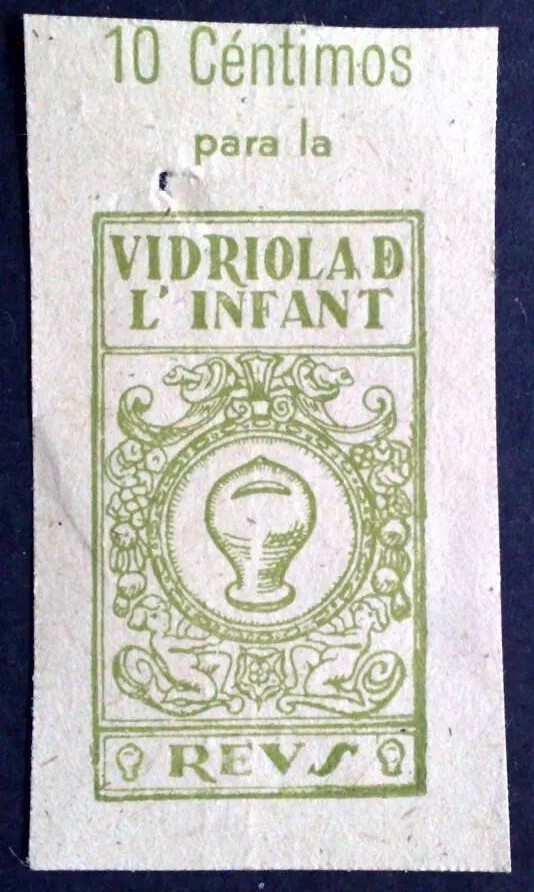 10 Céntimos
para la
VIDRIOLA D
L' INFANT
REVS